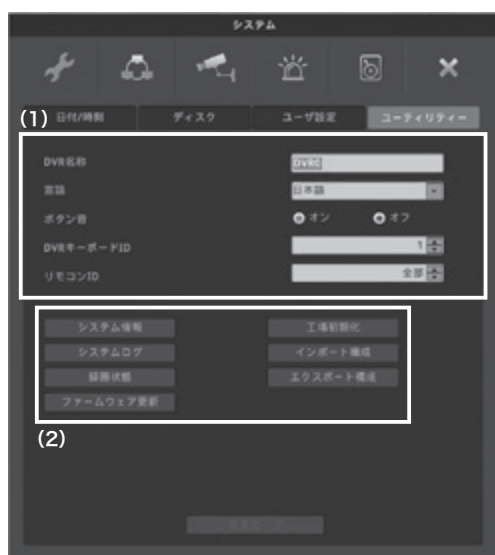 システム
(1)
日付/時刻 ディスク ユーザ設定 ユーティリティー
DVR名称 DVR0
言語 日本語
ボタン音 オン オフ
DVRキーボードID 1
リモコンID 全部
システム情報 工場初期化
システムログ インポート構成
録画状態 エクスポート構成
ファームウェア更新
(2)